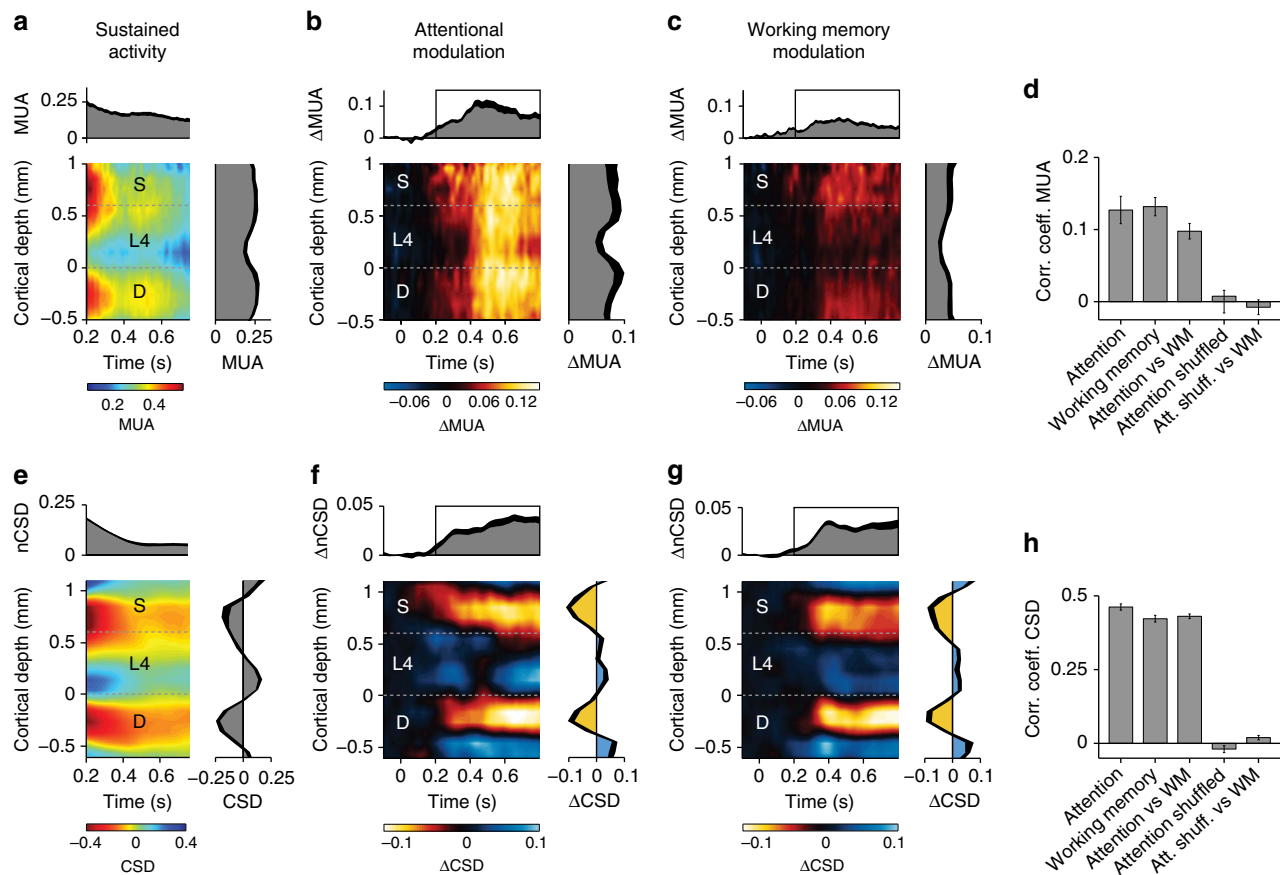 a
Sustained
activity
MUA
0.25
0
Cortical depth (mm)
1
0.5
0
−0.5
S
L4
D
0.2 0.4 0.6
Time (s)
0 0.25
MUA
0.2 0.4
MUA
b
Attentional
modulation
ΔMUA
0.1
0
Cortical depth (mm)
1
0.5
0
−0.5
S
L4
D
0 0.2 0.4 0.6
Time (s)
0 0.1
ΔMUA
−0.06 0 0.06 0.12
ΔMUA
c
Working memory
modulation
ΔMUA
0.1
0
Cortical depth (mm)
1
0.5
0
−0.5
S
L4
D
0 0.2 0.4 0.6
Time (s)
0 0.1
ΔMUA
−0.06 0 0.06 0.12
ΔMUA
d
Corr. coeff. MUA
0.2
0.1
0
Attention
Working memory
Attention vs WM
Attention shuffled
Att. shuff. vs WM
e
nCSD
0.25
0
Cortical depth (mm)
1
0.5
0
−0.5
S
L4
D
0.2 0.4 0.6
Time (s)
−0.25 0 0.25
CSD
−0.4 0 0.4
CSD
f
ΔnCSD
0.05
0
Cortical depth (mm)
1
0.5
0
−0.5
S
L4
D
0 0.2 0.4 0.6
Time (s)
−0.1 0 0.1
ΔCSD
−0.1 0 0.1
ΔCSD
g
ΔnCSD
0.05
0
Cortical depth (mm)
1
0.5
0
−0.5
S
L4
D
0 0.2 0.4 0.6
Time (s)
−0.1 0 0.1
ΔCSD
−0.1 0 0.1
ΔCSD
h
Corr. coeff. CSD
0.5
0.25
0
Attention
Working memory
Attention vs WM
Attention shuffled
Att. shuff. vs WM